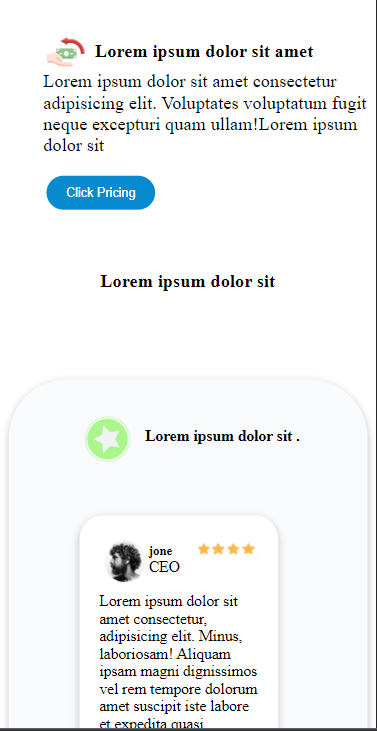 Lorem ipsum dolor sit amet
Lorem ipsum dolor sit amet consectetur
adipisicing elit. Voluptates voluptatum fugit
neque excepturi quam ullam!Lorem ipsum
dolor sit
Click Pricing
Lorem ipsum dolor sit
Lorem ipsum dolor sit .
jone
CEO
Lorem ipsum dolor sit
amet consectetur,
adipisicing elit. Minus,
laboriosam! Aliquam
ipsam magni dignissimos
vel rem tempore dolorum
amet suscipit iste labore
et expedita quasi